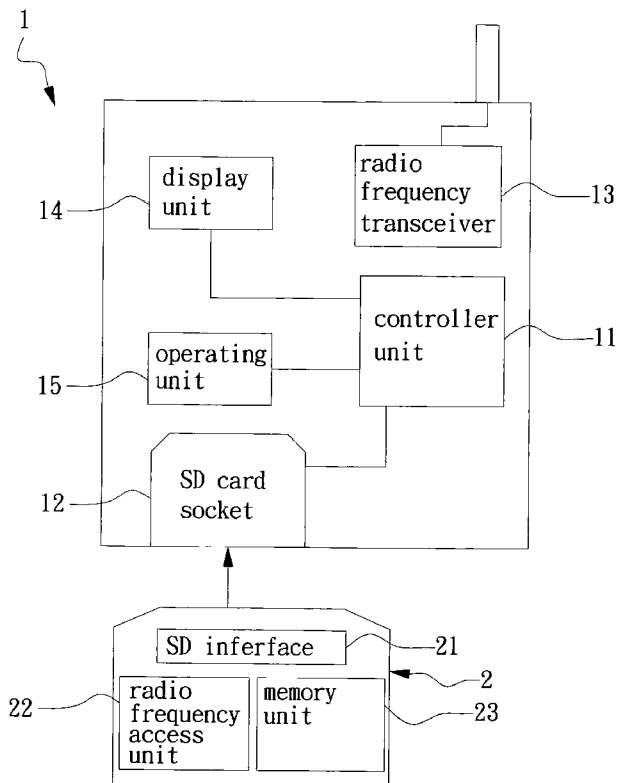 1
display
unit
14
radio
frequency
transceiver
13
controller
unit
11
operating
unit
15
SD card
socket
12
SD inferface
21
2
radio
frequency
access
unit
22
memory
unit
23